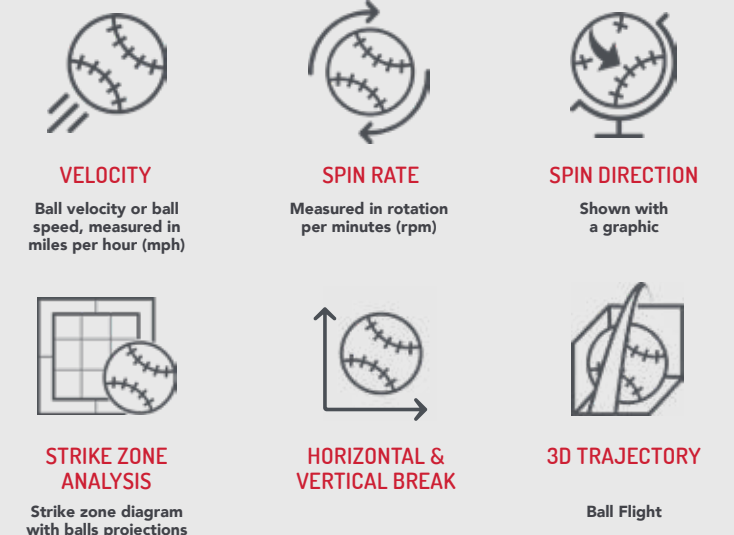 VELOCITY
Ball velocity or ball
speed, measured in
miles per hour (mph)
SPIN RATE
Measured in rotation
per minutes (rpm)
SPIN DIRECTION
Shown with
a graphic
STRIKE ZONE
ANALYSIS
Strike zone diagram
with balls projections
HORIZONTAL &
VERTICAL BREAK
3D TRAJECTORY
Ball Flight